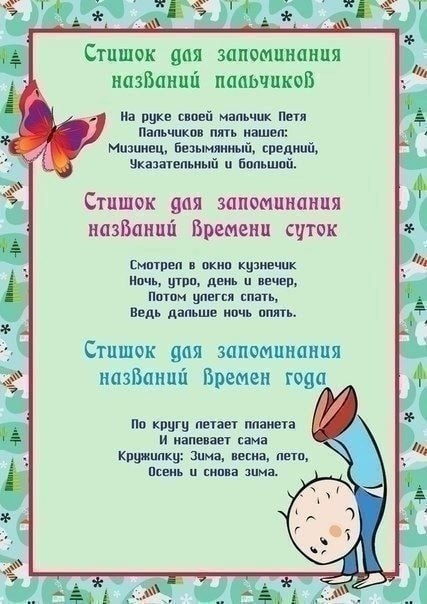 Стишок для запоминания
названий пальчиков
На руке своей мальчик Петя
Пальчиков пять нашел:
Мизинец, безымянный, средний,
Указательный и большой.
Стишок для запоминания
названий времени суток
Смотрел в окно кузнечик
Ночь, утро, день и вечер,
Потом улегся спать,
Ведь дальше ночь опять.
Стишок для запоминания
названий времен года
По кругу летает планета
И напевает сама
Кружилку: Зима, весна, лето,
Осень и снова зима.